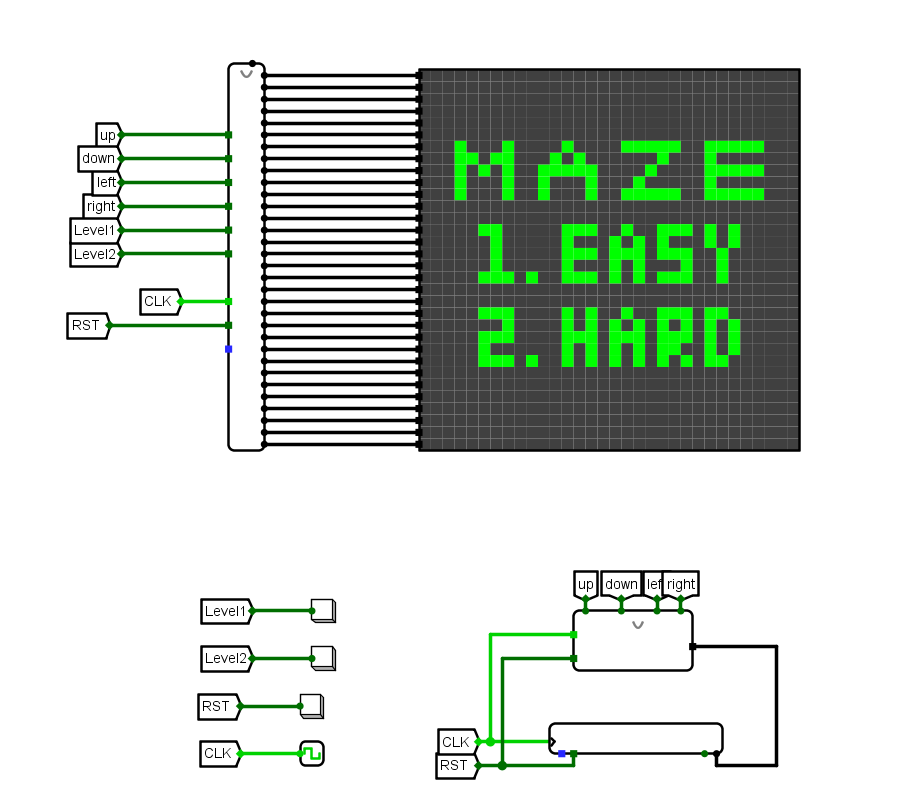 up
down
left
right
Level1
Level2
CLK
RST
MAZE
1.EASY
2.HARD
Level1
Level2
RST
CLK
up down lef right
CLK
RST